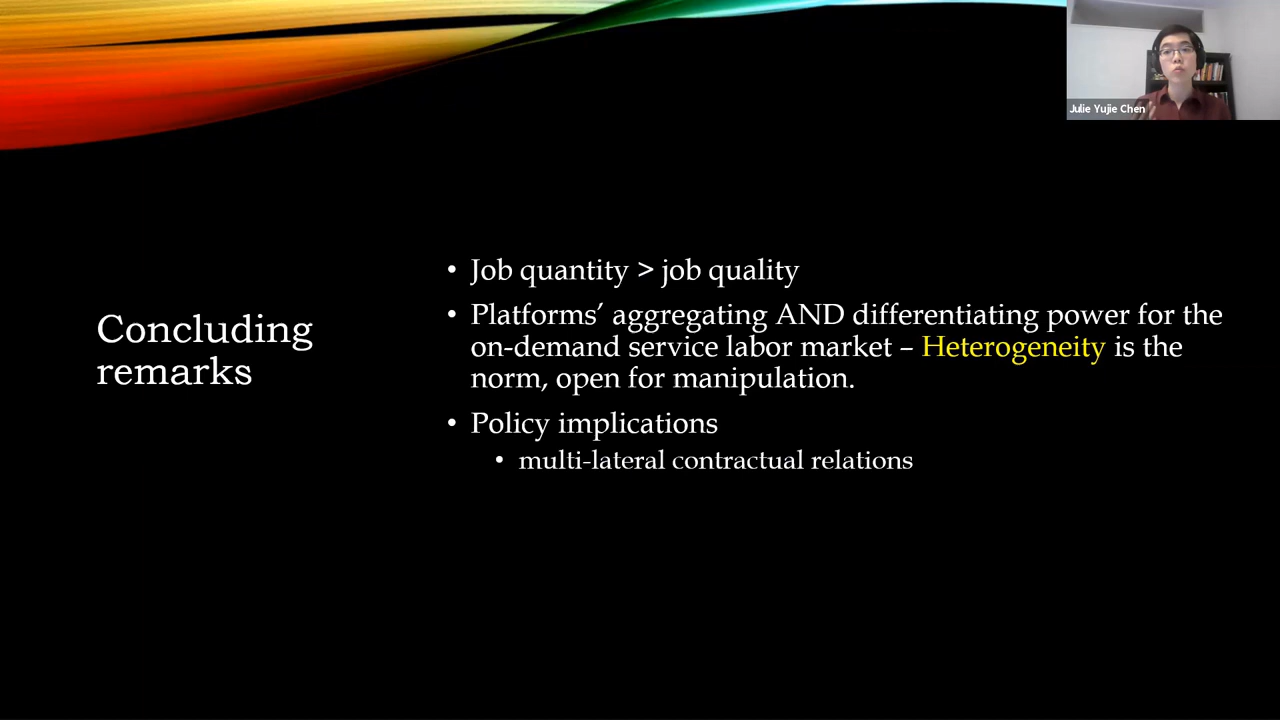 Julie Yujie Chen
Concluding
remarks
• Job quantity > job quality
• Platforms’ aggregating AND differentiating power for the
on-demand service labor market – Heterogeneity is the
norm, open for manipulation.
• Policy implications
• multi-lateral contractual relations